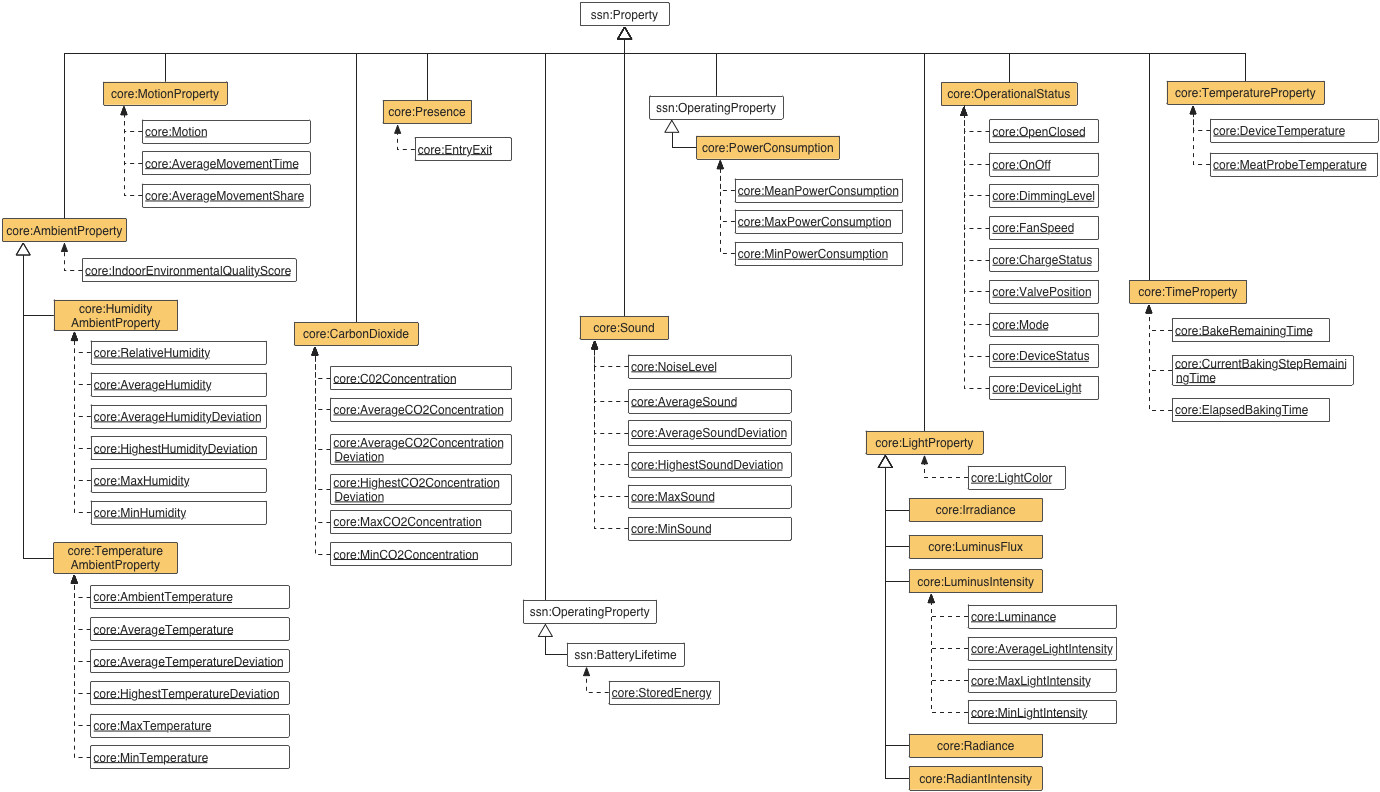 ssn:Property
core:MotionProperty
core:Motion
core:AverageMovementTime
core:AverageMovementShare
core:AmbientProperty
core:IndoorEnvironmentalQualityScore
core:Humidity
AmbientProperty
core:RelativeHumidity
core:AverageHumidity
core:AverageHumidityDeviation
core:HighestHumidityDeviation
core:MaxHumidity
core:MinHumidity
core:Temperature
AmbientProperty
core:AmbientTemperature
core:AverageTemperature
core:AverageTemperatureDeviation
core:HighestTemperatureDeviation
core:MaxTemperature
core:MinTemperature
core:CarbonDioxide
core:C02Concentration
core:AverageCO2Concentration
core:AverageCO2Concentration
Deviation
core:HighestCO2Concentration
Deviation
core:MaxCO2Concentration
core:MinCO2Concentration
core:Presence
core:EntryExit
ssn:OperatingProperty
ssn:BatteryLifetime
core:StoredEnergy
core:Sound
core:NoiseLevel
core:AverageSound
core:AverageSoundDeviation
core:HighestSoundDeviation
core:MaxSound
core:MinSound
ssn:OperatingProperty
core:PowerConsumption
core:MeanPowerConsumption
core:MaxPowerConsumption
core:MinPowerConsumption
core:LightProperty
core:LightColor
core:Irradiance
core:LuminusFlux
core:LuminusIntensity
core:Luminance
core:AverageLightIntensity
core:MaxLightIntensity
core:MinLightIntensity
core:Radiance
core:RadiantIntensity
core:OperationalStatus
core:OpenClosed
core:OnOff
core:DimmingLevel
core:FanSpeed
core:ChargeStatus
core:ValvePosition
core:Mode
core:DeviceStatus
core:DeviceLight
core:TimeProperty
core:BakeRemainingTime
core:CurrentBakingStepRemaini
ngTime
core:ElapsedBakingTime
core:TemperatureProperty
core:DeviceTemperature
core:MeatProbeTemperature